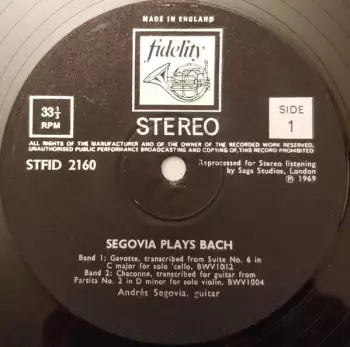 MADE IN ENGLAND
fidelity
33⅓
RPM
STEREO
SIDE
1
ALL RIGHTS OF THE MANUFACTURER AND OF THE OWNER OF THE RECORDED WORK RESERVED.
UNAUTHORISED PUBLIC PERFORMANCE BROADCASTING AND COPYING OF THIS RECORD PROHIBITED
STFID 2160
Reprocessed for Stereo listening
by Saga Studios, London
℗ 1969
SEGOVIA PLAYS BACH
Band 1: Gavotte, transcribed from Suite No. 6 in
C major for solo 'cello, BWV1012
Band 2: Chaconne, transcribed for guitar from
Partita No. 2 in D minor for solo violin, BWV1004
Andrés Segovia, guitar